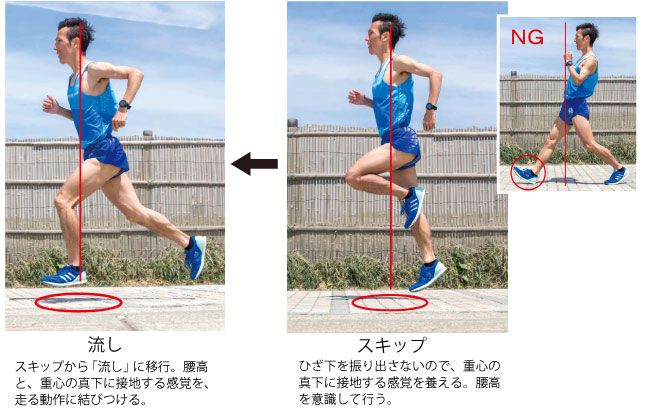 NG
流し
スキップから「流し」に移行。腰高
と、重心の真下に接地する感覚を、
走る動作に結びつける。
スキップ
ひざ下を振り出さないので、重心の
真下に接地する感覚を養える。腰高
を意識して行う。